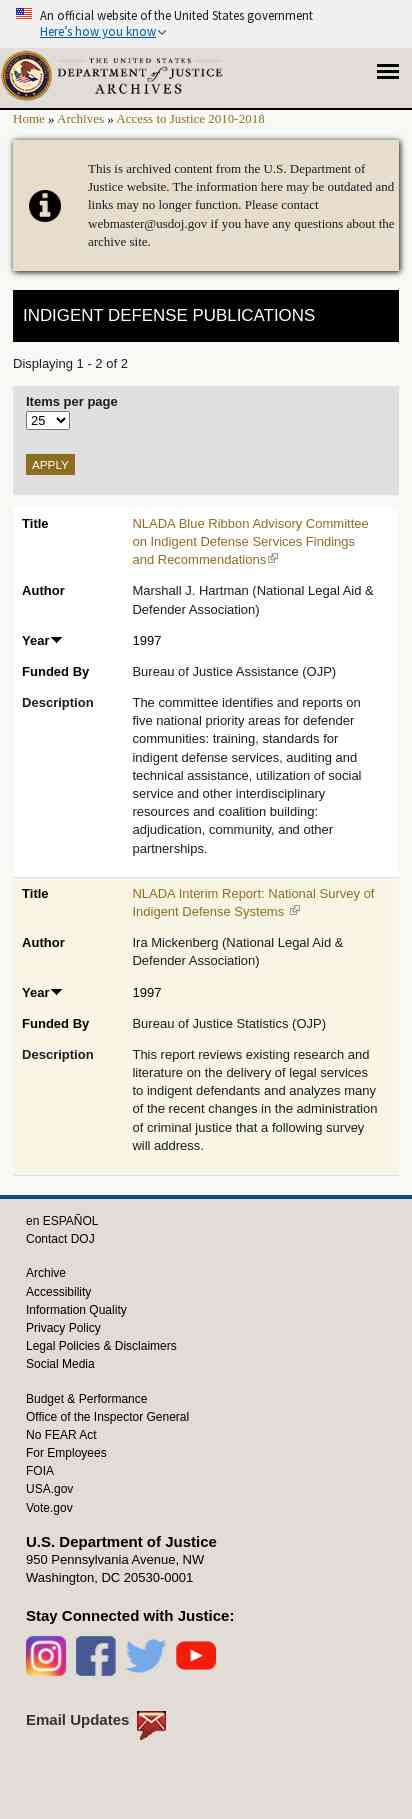 An official website of the United States government
Here's how you know
THE UNITED STATES
DEPARTMENT of JUSTICE
ARCHIVES
Home » Archives » Access to Justice 2010-2018
This is archived content from the U.S. Department of
Justice website. The information here may be outdated and
links may no longer function. Please contact
webmaster@usdoj.gov if you have any questions about the
archive site.
INDIGENT DEFENSE PUBLICATIONS
Displaying 1 - 2 of 2
Items per page
25
APPLY
Title NLADA Blue Ribbon Advisory Committee
on Indigent Defense Services Findings
and Recommendations
Author Marshall J. Hartman (National Legal Aid &
Defender Association)
Year 1997
Funded By Bureau of Justice Assistance (OJP)
Description The committee identifies and reports on
five national priority areas for defender
communities: training, standards for
indigent defense services, auditing and
technical assistance, utilization of social
service and other interdisciplinary
resources and coalition building:
adjudication, community, and other
partnerships.
Title NLADA Interim Report: National Survey of
Indigent Defense Systems
Author Ira Mickenberg (National Legal Aid &
Defender Association)
Year 1997
Funded By Bureau of Justice Statistics (OJP)
Description This report reviews existing research and
literature on the delivery of legal services
to indigent defendants and analyzes many
of the recent changes in the administration
of criminal justice that a following survey
will address.
en ESPAÑOL
Contact DOJ
Archive
Accessibility
Information Quality
Privacy Policy
Legal Policies & Disclaimers
Social Media
Budget & Performance
Office of the Inspector General
No FEAR Act
For Employees
FOIA
USA.gov
Vote.gov
U.S. Department of Justice
950 Pennsylvania Avenue, NW
Washington, DC 20530-0001
Stay Connected with Justice:
Email Updates